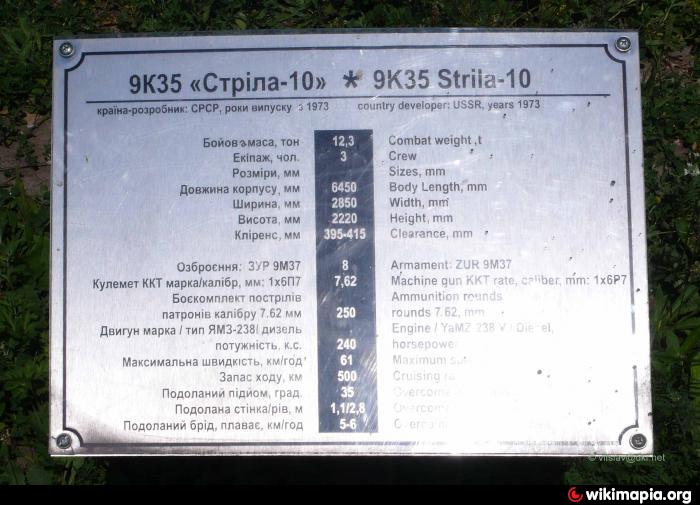 9К35 «Стріла-10» * 9K35 Strila-10
країна-розробник: СРСР, роки випуску з 1973 country developer: USSR, years 1973
Бойова маса, тон 12,3 Combat weight ,t
Екіпаж, чол. 3 Crew
Розміри, мм Sizes, mm
Довжина корпусу, мм 6450 Body Length, mm
Ширина, мм 2850 Width, mm
Висота, мм 2220 Height, mm
Кліренс, мм 395-415 Clearance, mm
Озброєння: ЗУР 9М37 8 Armament: ZUR 9M37
Кулемет ККТ марка/калібр, мм: 1х6П7 7,62 Machine gun KKT rate, caliber, mm: 1x6P7
Боєкомплект пострілів Ammunition rounds
патронів калібру 7.62 мм 250 rounds 7.62, mm
Двигун марка / тип ЯМЗ-238/ дизель Engine / YaMZ 238 V / Diesel,
потужність. к.с. 240 horsepower
Максимальна швидкість, км/год 61 Maximum
Запас ходу, км 500 Cruising
Подоланий підйом, град. 35 Overcome
Подолана стінка/рів, м 1,1/2,8 Overcome
Подоланий брід, плаває, км/год 5-6
wikimapia.org